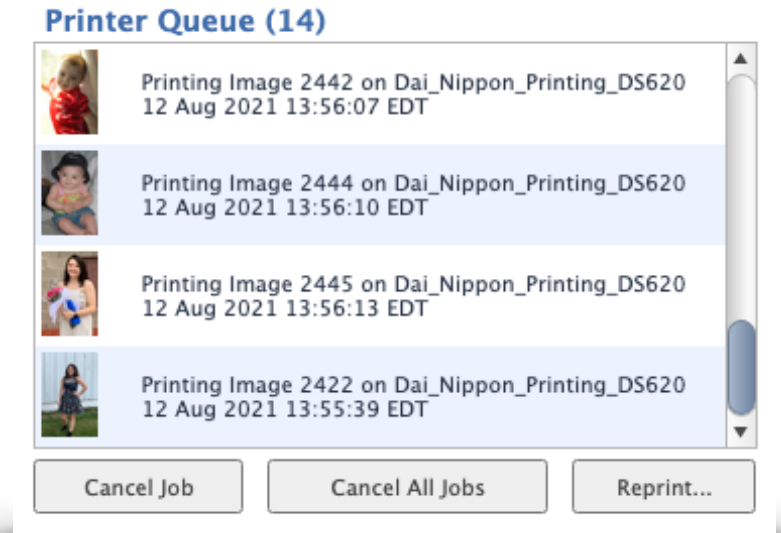 Printer Queue (14)
Printing Image 2442 on Dai_Nippon_Printing_DS620
12 Aug 2021 13:56:07 EDT
Printing Image 2444 on Dai_Nippon_Printing_DS620
12 Aug 2021 13:56:10 EDT
Printing Image 2445 on Dai_Nippon_Printing_DS620
12 Aug 2021 13:56:13 EDT
Printing Image 2422 on Dai_Nippon_Printing_DS620
12 Aug 2021 13:55:39 EDT
Cancel Job
Cancel All Jobs
Reprint...